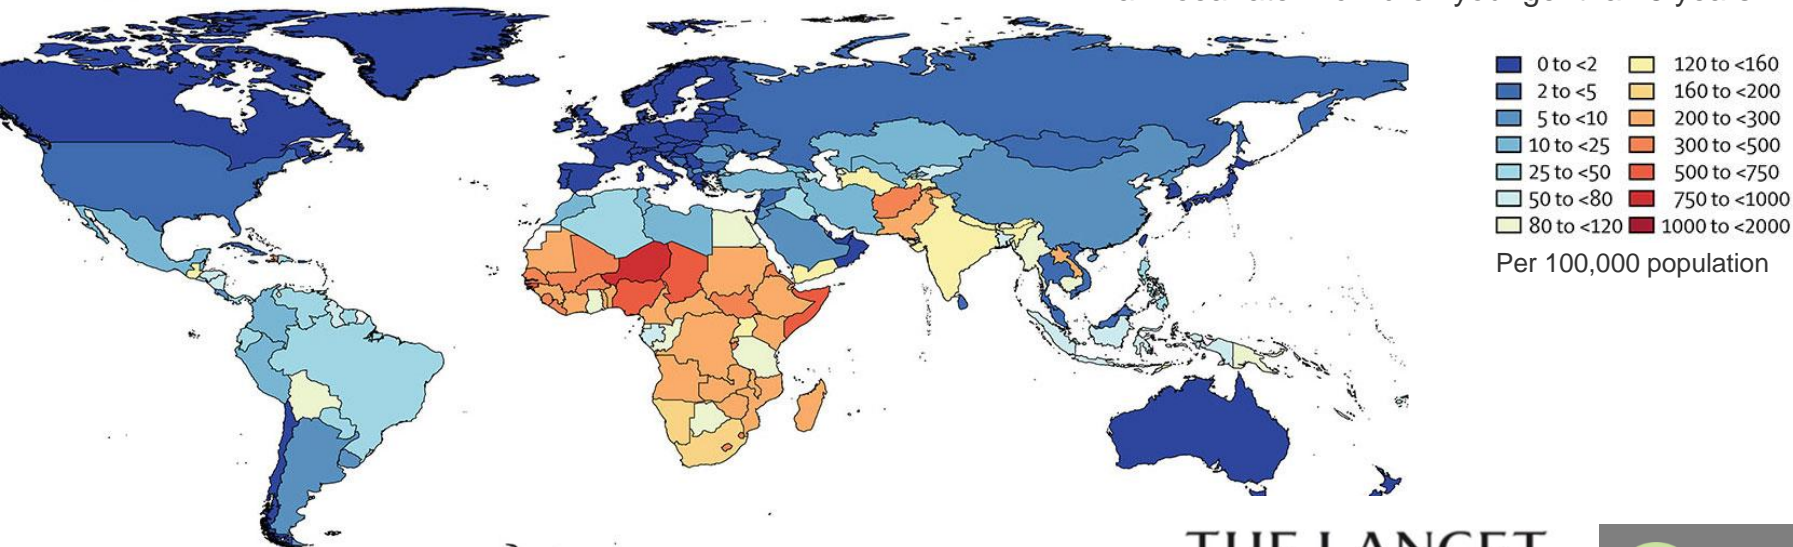 0 to <2 120 to <160
2 to <5 160 to <200
5 to <10 200 to <300
10 to <25 300 to <500
25 to <50 500 to <750
50 to <80 750 to <1000
80 to <120 1000 to <2000
Per 100,000 population
THE LANCET